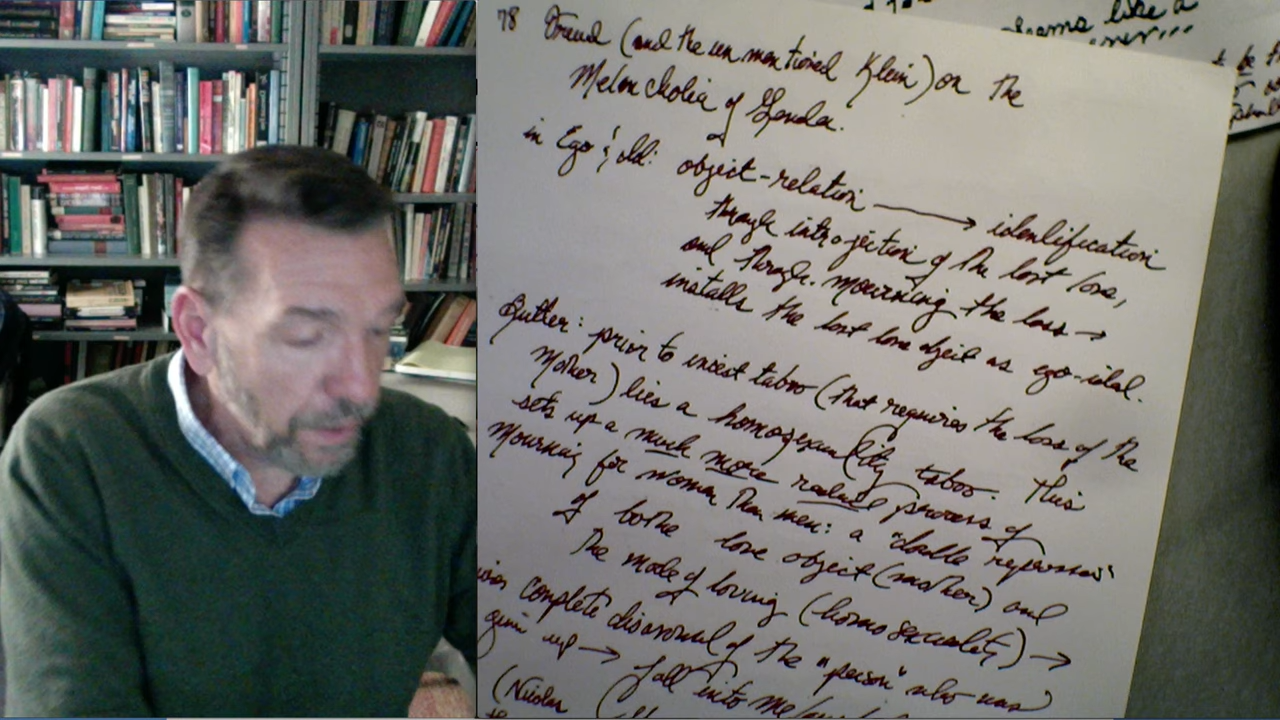 seems like a
78 Freud (and the unmentioned Klein) on the
Melancholia of Gender.
in Ego & Id: object-relation → identification
through introjection of the lost love,
and through mourning the loss →
installs the lost love object as ego-ideal.
Butler: prior to incest taboo (that requires the loss of the
Mother) lies a homosexuality taboo. This
sets up a much more radical process of
mourning for women than men: a "double repression"
of bothe love object (mother) and
the mode of loving (homosexuality) →
complete disavowal of the "person" who was
given up → fall into
(Nicolas